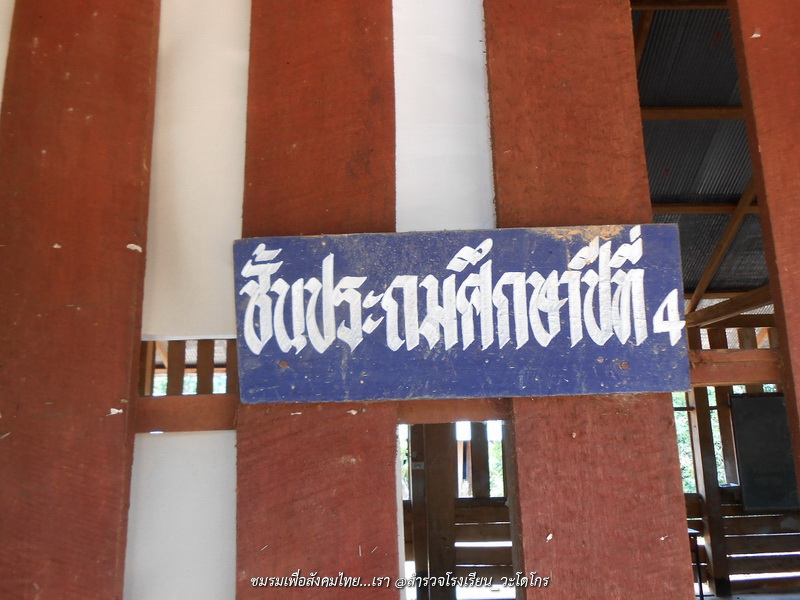 ชั้นประถมศึกษาปีที่ 4
ชมรมเพื่อสังคมไทย...เรา @สำรวจโรงเรียน วะโดโกร